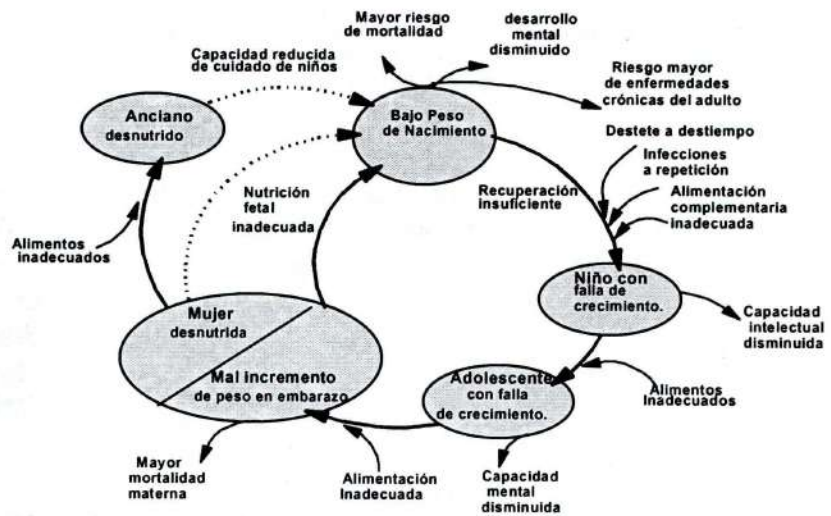 Mayor riesgo
de mortalidad
desarrollo
mental
disminuido
Capacidad reducida
de cuidado de niños
Riesgo mayor
de enfermedades
crónicas del adulto
Anciano
desnutrido
Bajo Peso
de Nacimiento
Destete a destiempo
Infecciones
a repetición
Alimentación
complementaria
inadecuada
Recuperación
insuficiente
Nutrición
fetal
inadecuada
Alimentos
inadecuados
Niño con
falla de
crecimiento.
Mujer
desnutrida
Capacidad
intelectual
disminuida
Mal incremento
de peso en embarazo
Adolescente
con falla
de crecimiento.
Alimentos
Inadecuados
Mayor
mortalidad
materna
Alimentación
Inadecuada
Capacidad
mental
disminuida